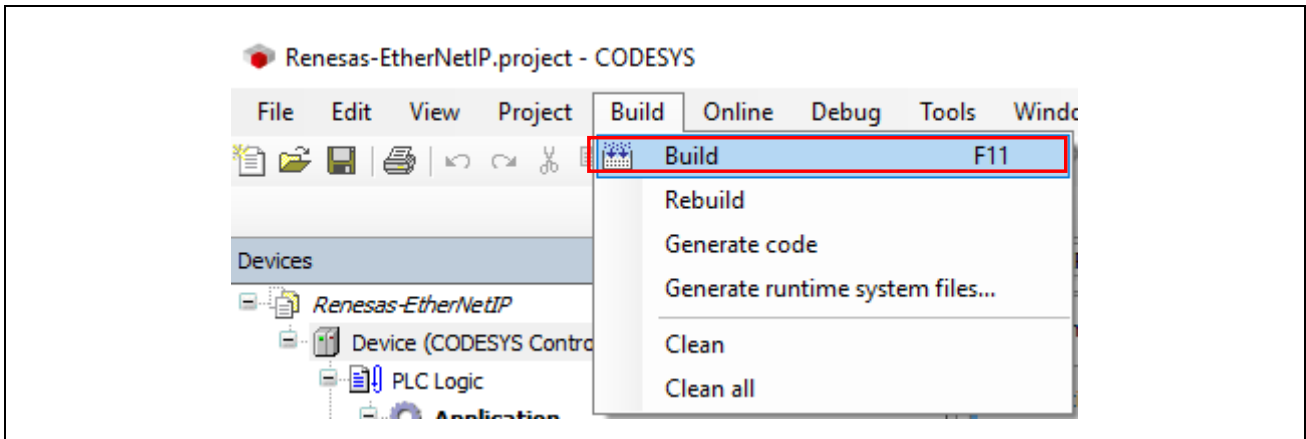 Renesas-EtherNetIP.project - CODESYS
File Edit View Project Build Online Debug Tools
Build F11
Rebuild
Generate code
Generate runtime system files...
Devices
Renesas-EtherNetIP
Device (CODESYS Contro
Clean
PLC Logic
Clean all
Application